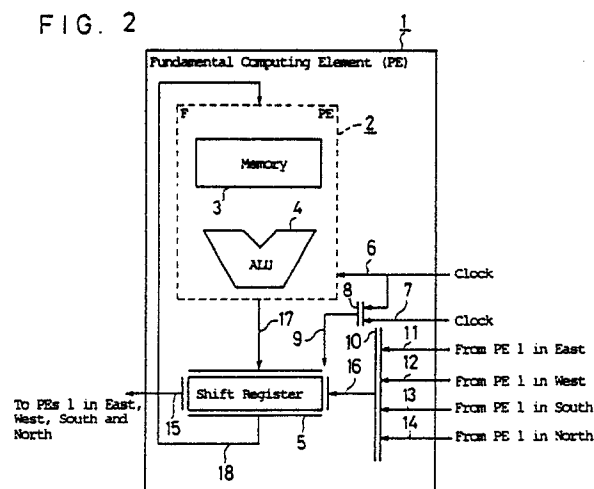 FIG. 2
1
Fundamental Computing Element (PE)
F PE
2
Memory
3
4
ALU
6
Clock
8
7
Clock
17
9
10
11
From PE 1 in East
12
From PE 1 in West
16
13
From PE 1 in South
14
From PE 1 in North
Shift Register
To PEs 1 in East,
West, South and
North
15
5
18